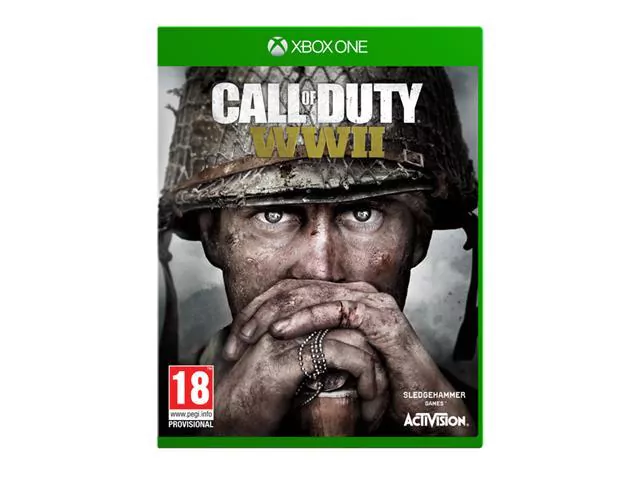 XBOX ONE
CALL OF DUTY
WWII
18
www.pegi.info
PROVISIONAL
SLEDGEHAMMER
GAMES
ACTIVISION